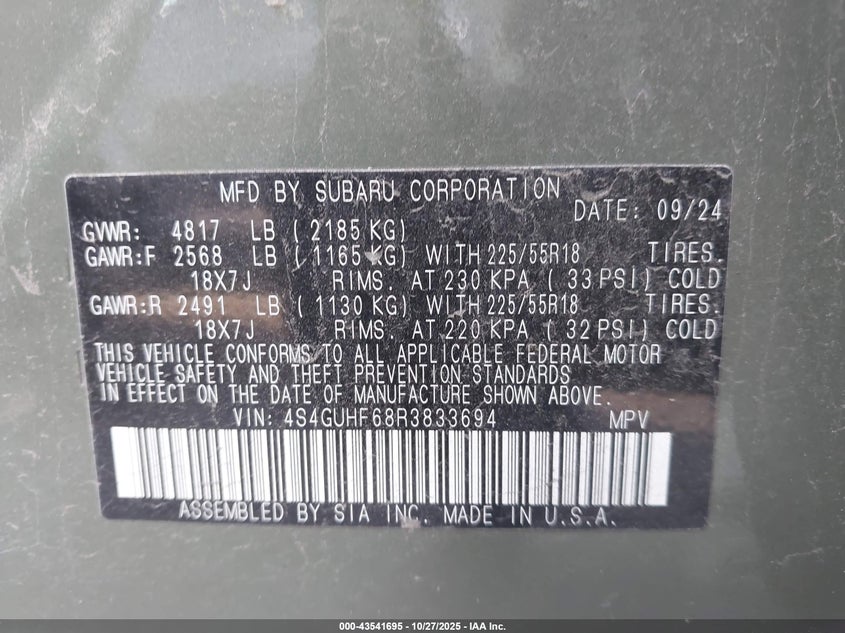 MFD BY SUBARU CORPORATION
DATE: 09/24
GVWR: 4817 LB ( 2185 KG)
GAWR:F 2568 LB ( 1165 KG) WITH 225/55R18 TIRES.
18X7J RIMS. AT 230 KPA ( 33 PSI) COLD
GAWR:R 2491 LB ( 1130 KG) WITH 225/55R18 TIRES.
18X7J RIMS. AT 220 KPA ( 32 PSI) COLD
THIS VEHICLE CONFORMS TO ALL APPLICABLE FEDERAL MOTOR
VEHICLE SAFETY AND THEFT PREVENTION STANDARDS
IN EFFECT ON THE DATE OF MANUFACTURE SHOWN ABOVE.
VIN: 4S4GUHF68R3833694 MPV
ASSEMBLED BY SIA INC. MADE IN U.S.A.
000-43541695 - 10/27/2025 - IAA Inc.